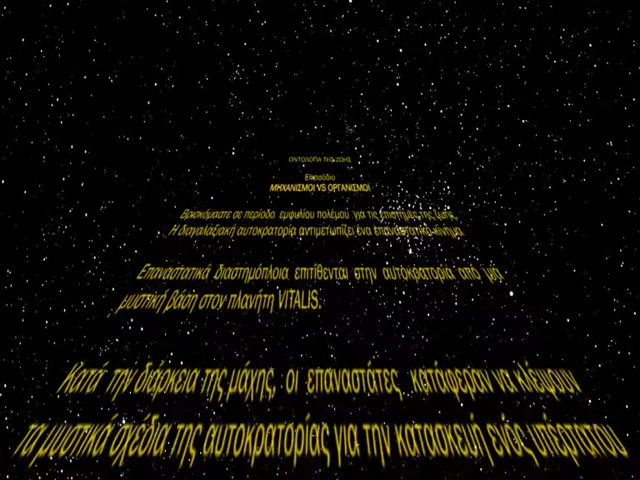 ΟΝΤΟΛΟΓΙΑ ΤΗΣ ΖΩΗΣ
Επεισόδιο
ΜΗΧΑΝΙΣΜΟΙ VS ΟΡΓΑΝΙΣΜΟΙ
Βρισκόμαστε σε περίοδο εμφυλίου πολέμου για τις επιστήμες της ζωής.
Η διαγαλαξιακή αυτοκρατορία αντιμετωπίζει ένα επαναστατικό κίνημα.
Επαναστατικά διαστημόπλοια επιτίθενται στην αυτοκρατορία από μια
μυστική βάση στον πλανήτη VITALIS.
Κατά την διάρκεια της μάχης, οι επαναστάτες κατάφεραν να κλέψουν
τα μυστικά σχέδια της αυτοκρατορίας για την κατασκευή ενός υπέρτατου